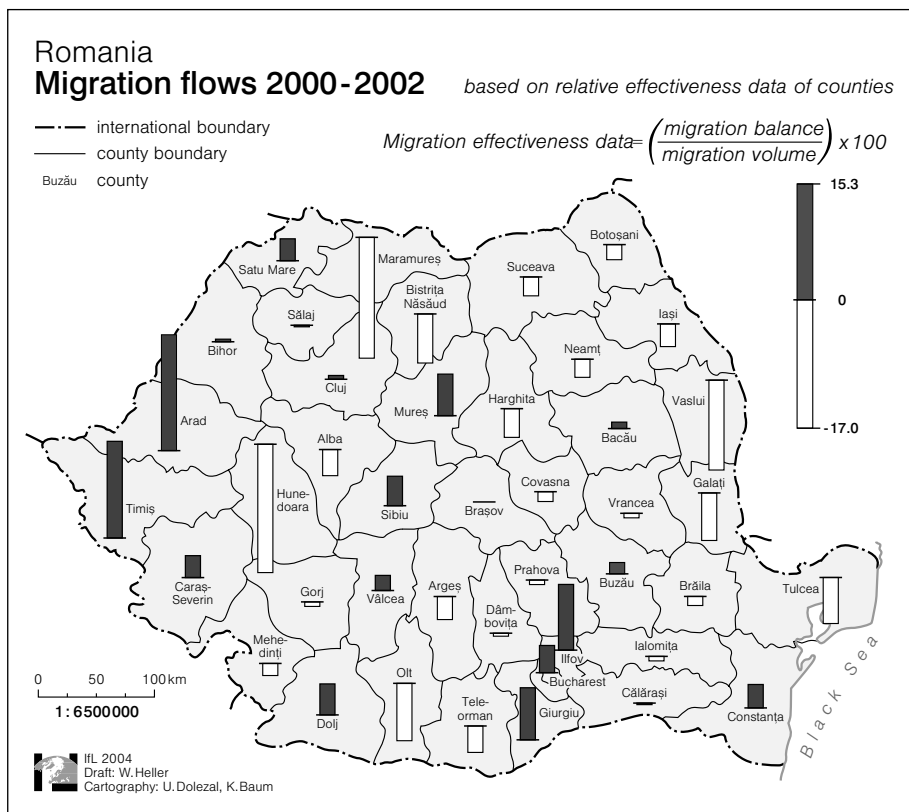 Romania
Migration flows 2000-2002
based on relative effectiveness data of counties
international boundary
county boundary
Buzău county
Migration effectiveness data= (migration balance
migration volume) x 100
15.3
0
-17.0
Botoșani
Satu Mare
Maramureș
Suceava
Bistrița
Năsăud
Sălaj
Iași
Bihor
Neamț
Cluj
Vaslui
Arad
Mureș
Harghita
Bacău
Alba
Timiș
Hune-
doara
Sibiu
Brașov
Covasna
Vrancea
Galați
Caraș-
Severin
Gorj
Vâlcea
Argeș
Prahova
Dâm-
bovița
Buzău
Brăila
Tulcea
Mehe-
dinți
Ilfov
Bucharest
Ialomița
Călărași
Dolj
Olt
Tele-
orman
Giurgiu
Constanța
Black Sea
0 50 100 km
1:6500000
IfL 2004
Draft: W.Heller
Cartography: U.Dolezal, K.Baum